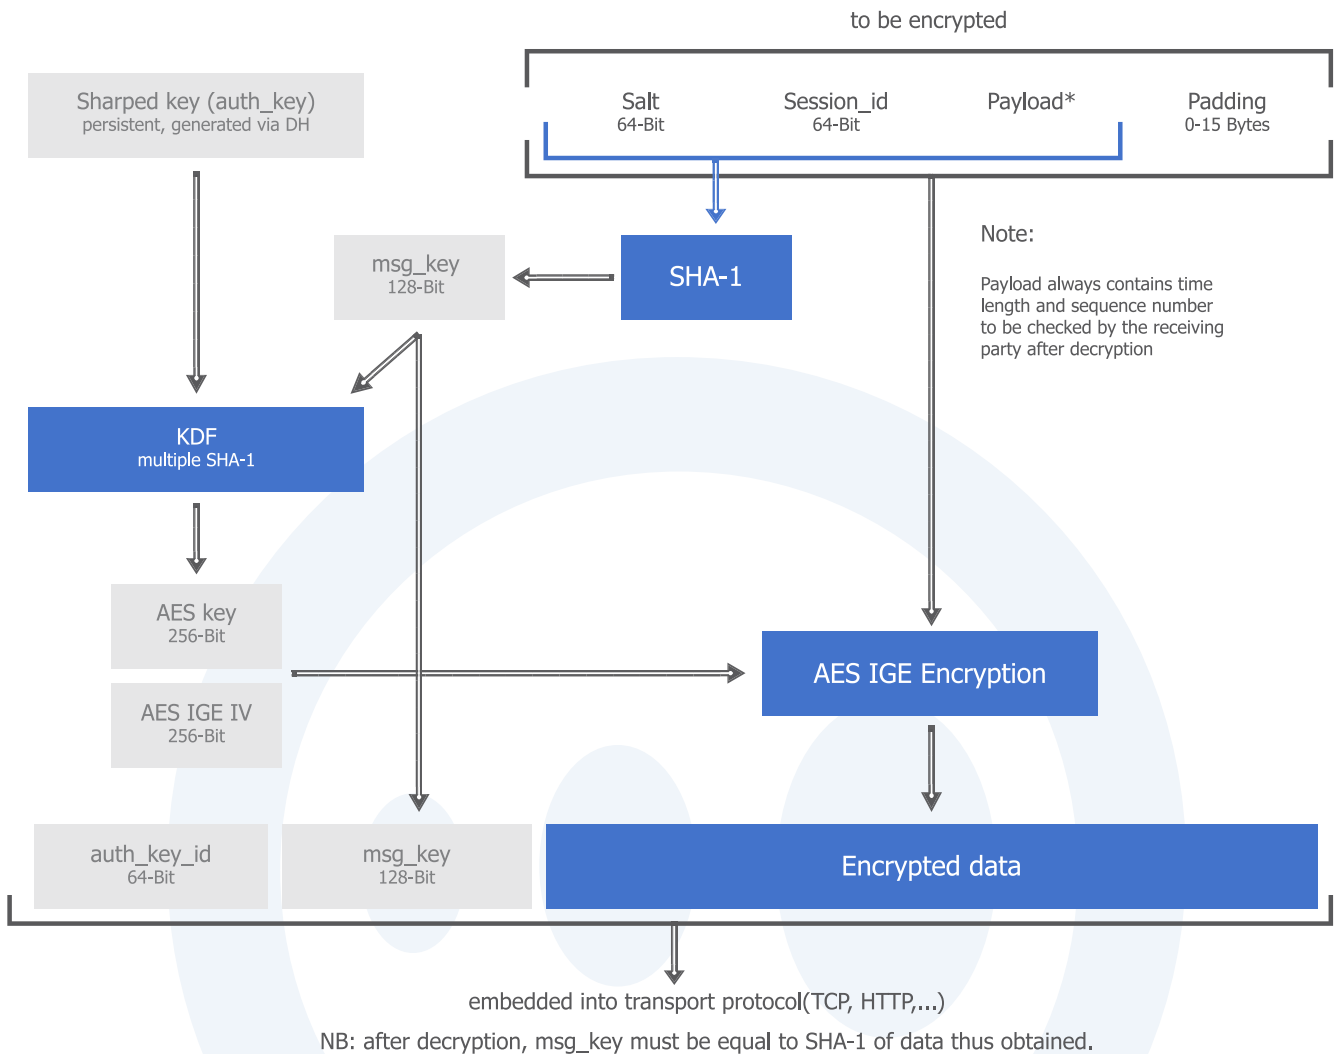 to be encrypted
Sharped key (auth_key)
persistent, generated via DH
Salt
64-Bit
Session_id
64-Bit
Payload*
Padding
0-15 Bytes
msg_key
128-Bit
SHA-1
Note:
Payload always contains time
length and sequence number
to be checked by the receiving
party after decryption
KDF
multiple SHA-1
AES key
256-Bit
AES IGE IV
256-Bit
AES IGE Encryption
auth_key_id
64-Bit
msg_key
128-Bit
Encrypted data
embedded into transport protocol(TCP, HTTP,...)
NB: after decryption, msg_key must be equal to SHA-1 of data thus obtained.